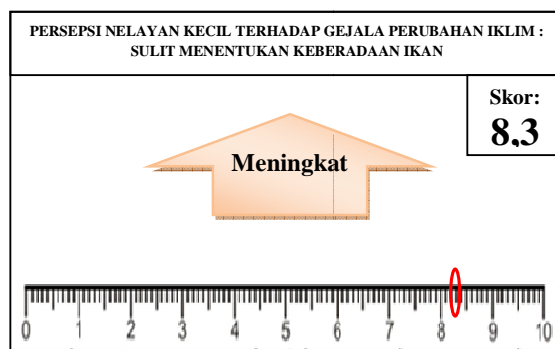 PERSEPSI NELAYAN KECIL TERHADAP GEJALA PERUBAHAN IKLIM :
SULIT MENENTUKAN KEBERADAAN IKAN
Skor:
8,3
Meningkat
0 1 2 3 4 5 6 7 8 9 10